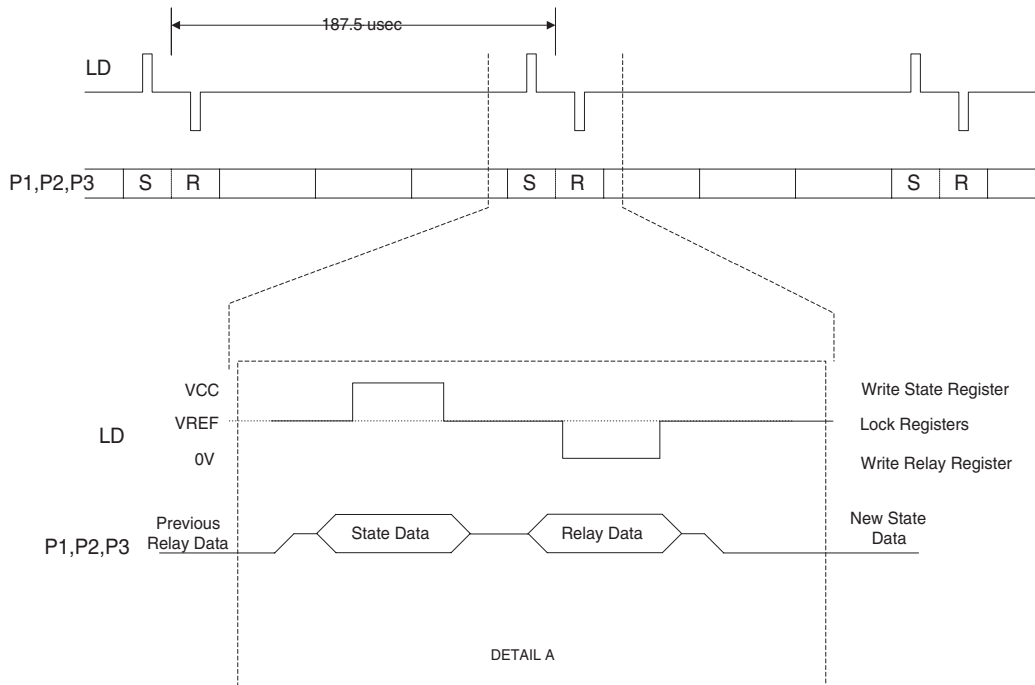 187.5 usec
LD
P1,P2,P3
S R S R S R
VCC
Write State Register
LD
VREF
Lock Registers
0V
Write Relay Register
P1,P2,P3
Previous
Relay Data
State Data
Relay Data
New State
Data
DETAIL A